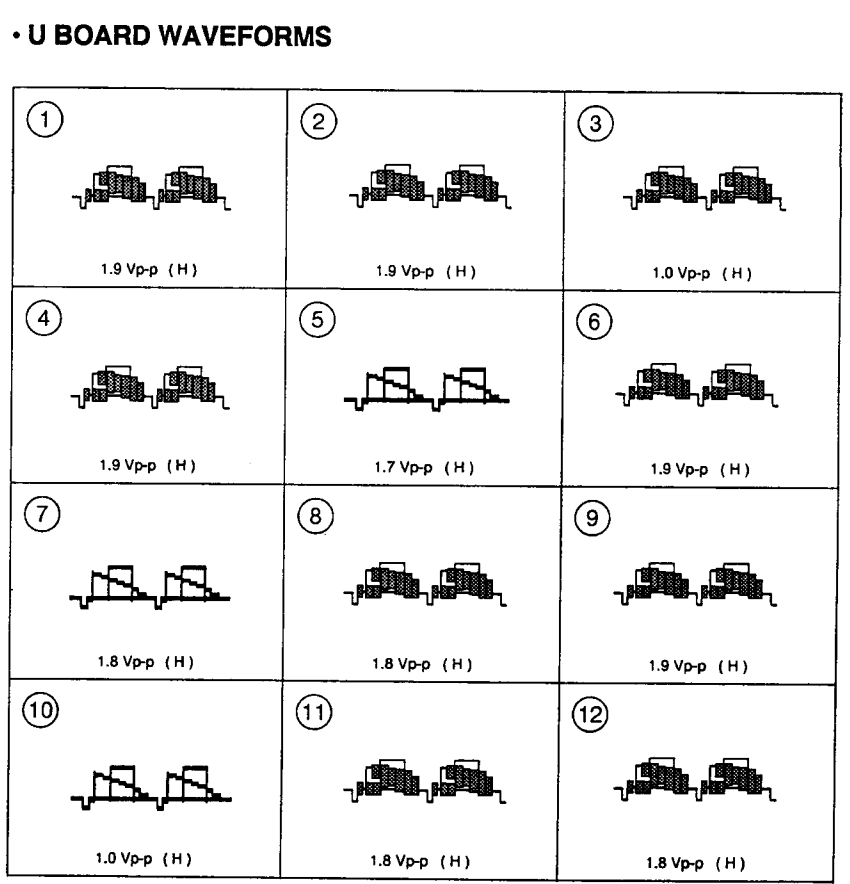 • U BOARD WAVEFORMS
1
1.9 Vp-p (H)
2
1.9 Vp-p (H)
3
1.0 Vp-p (H)
4
1.9 Vp-p (H)
5
1.7 Vp-p (H)
6
1.9 Vp-p (H)
7
1.8 Vp-p (H)
8
1.8 Vp-p (H)
9
1.9 Vp-p (H)
10
1.0 Vp-p (H)
11
1.8 Vp-p (H)
12
1.8 Vp-p (H)